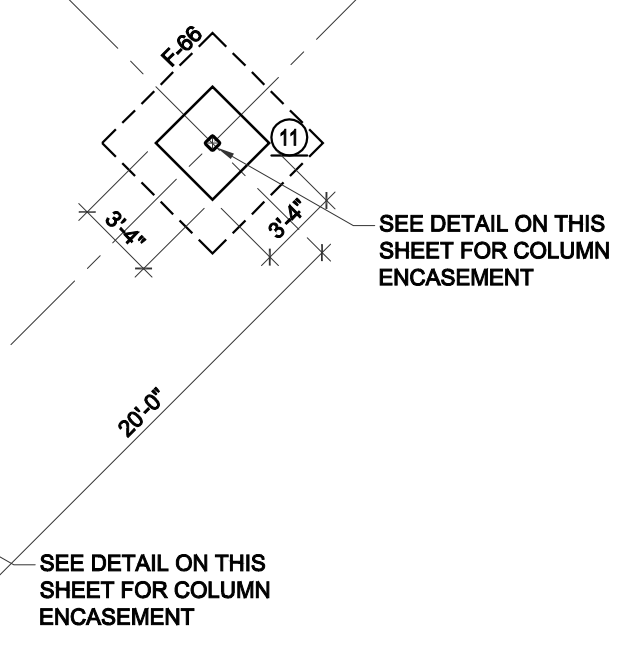 F-66
11
3'-4"
3'-4"
SEE DETAIL ON THIS
SHEET FOR COLUMN
ENCASEMENT
20'-0"
SEE DETAIL ON THIS
SHEET FOR COLUMN
ENCASEMENT